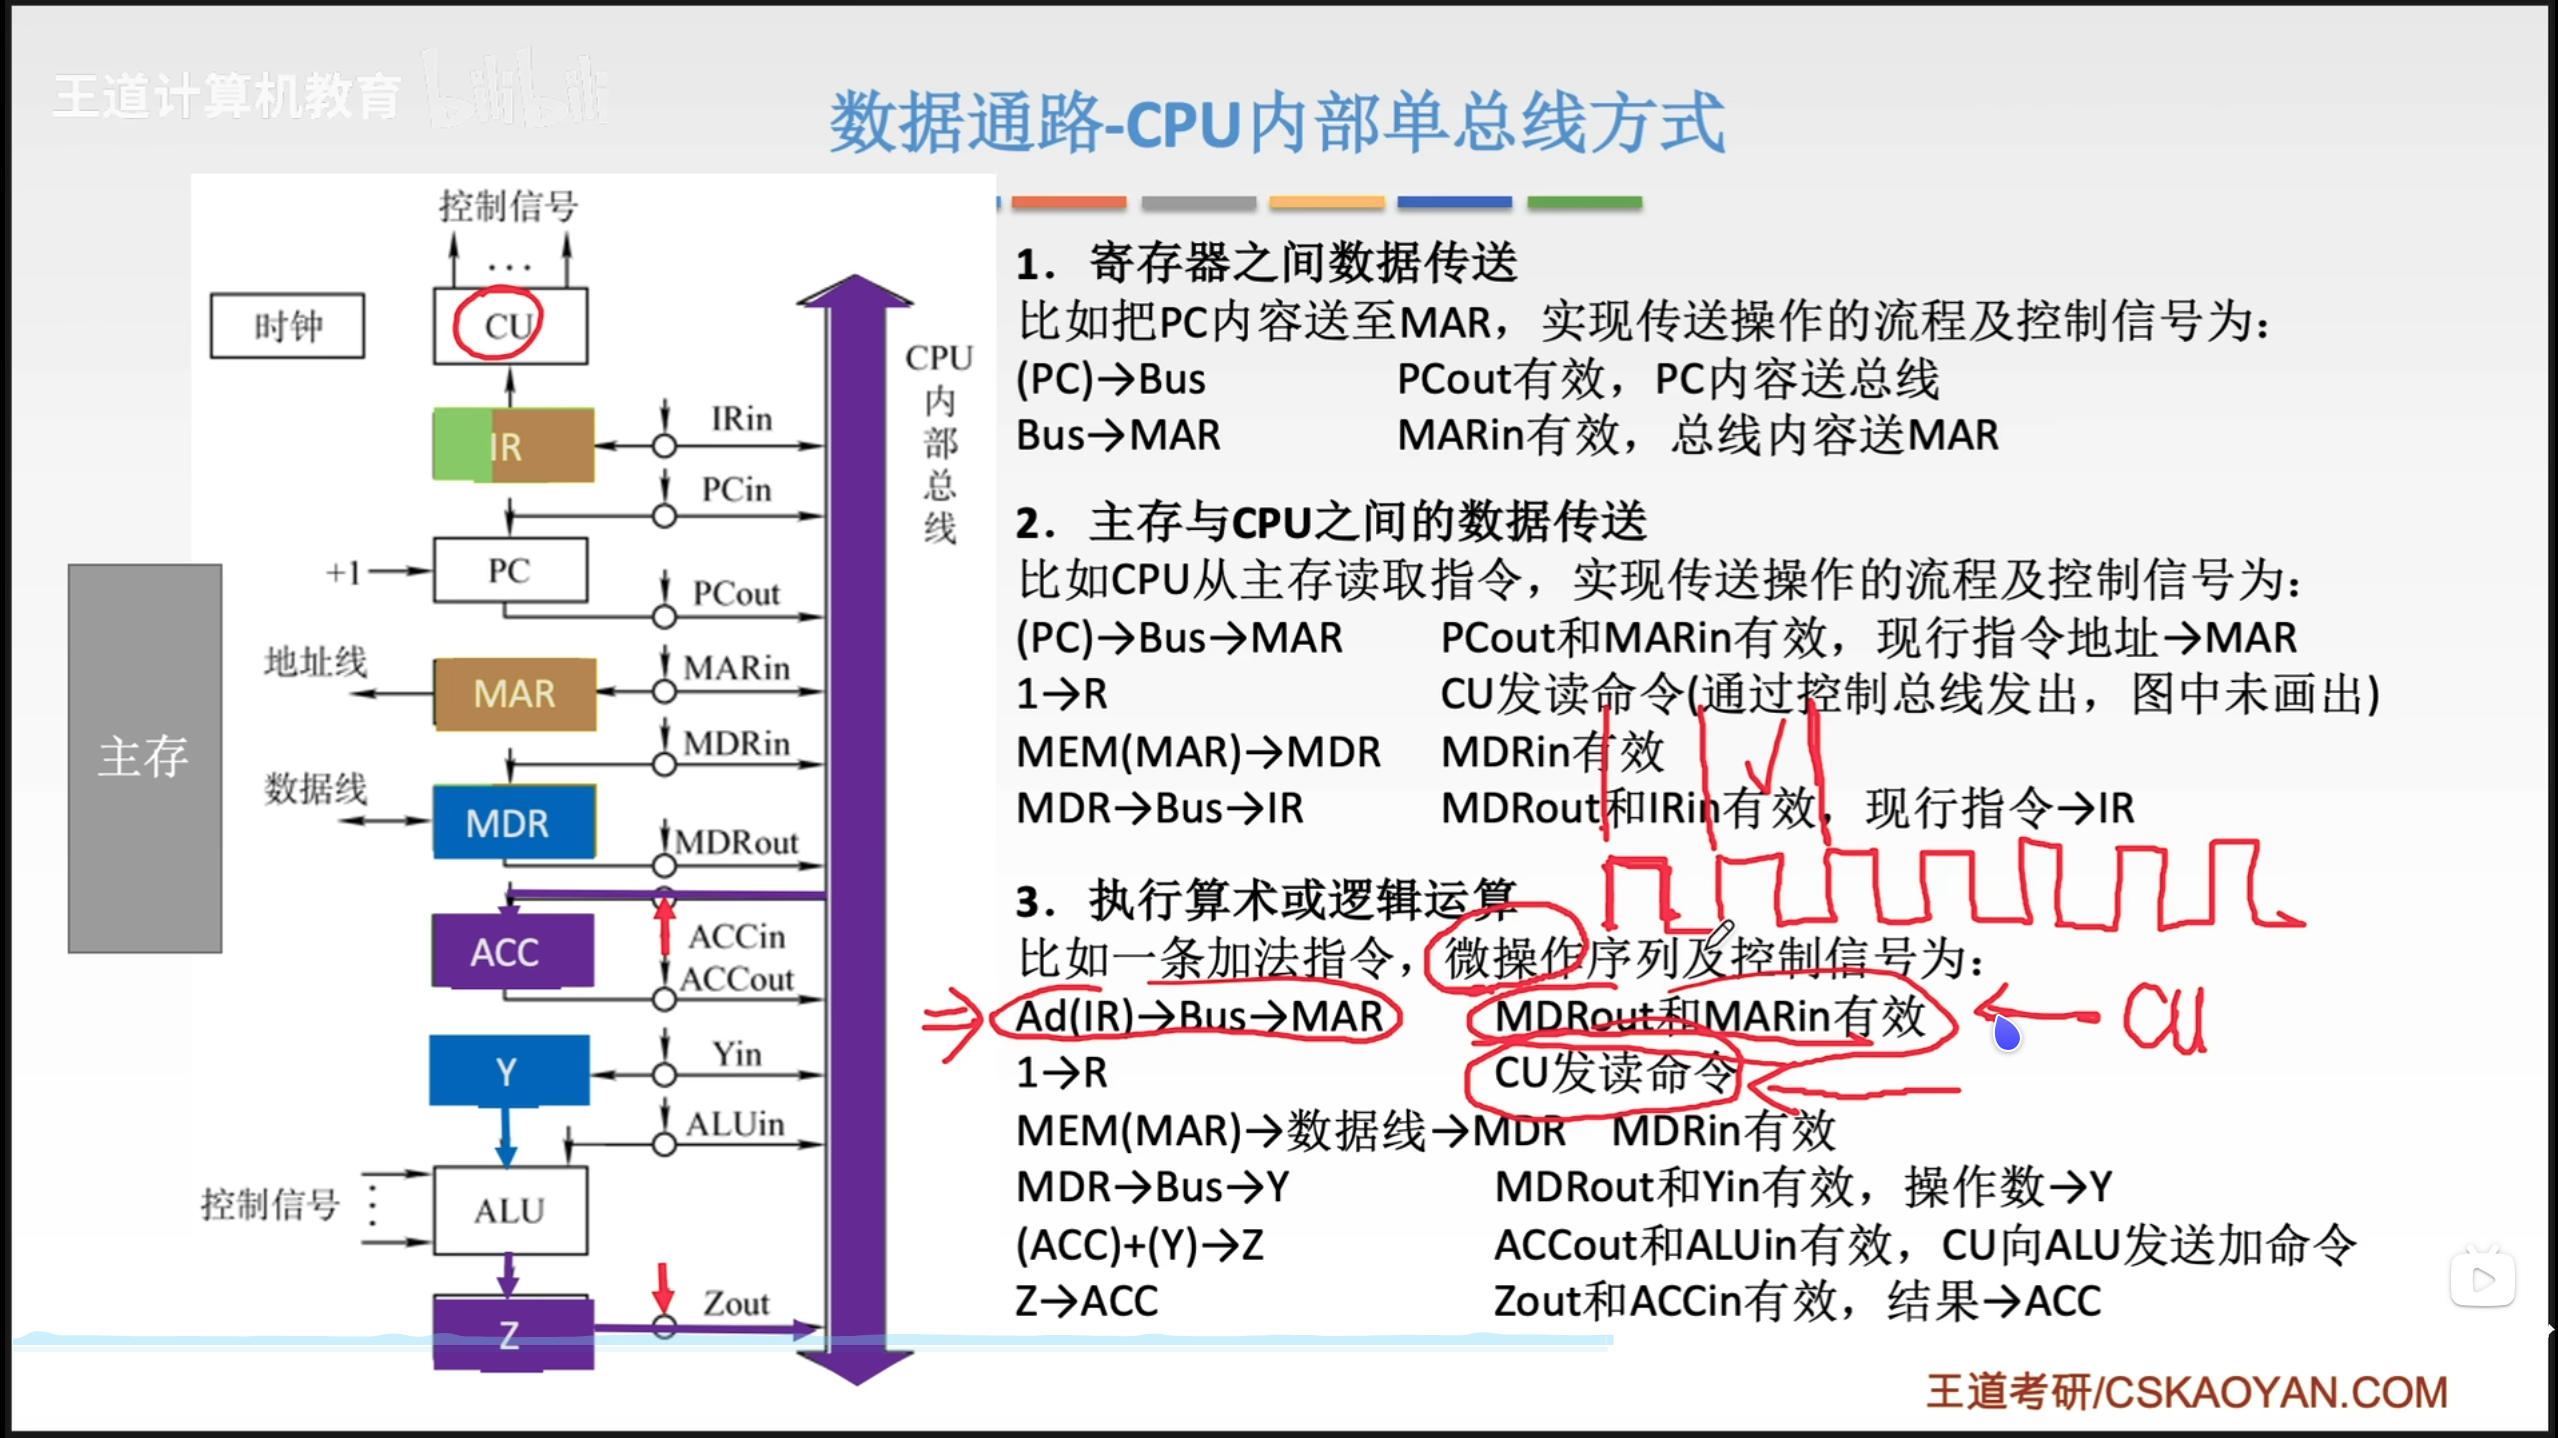 王道计算机教育 bilibili
数据通路-CPU内部单总线方式
控制信号
...
时钟
CU
IR
IRin
PCin
+1
PC
PCout
地址线
MAR
MARin
MDRin
主存
数据线
MDR
MDRout
ACC
ACCin
ACCout
Y
Yin
ALUin
控制信号
ALU
Z
Zout
CPU
内
部
总
线
1. 寄存器之间数据传送
比如把PC内容送至MAR，实现传送操作的流程及控制信号为：
(PC)→Bus PCout有效，PC内容送总线
Bus→MAR MARin有效，总线内容送MAR
2. 主存与CPU之间的数据传送
比如CPU从主存读取指令，实现传送操作的流程及控制信号为：
(PC)→Bus→MAR PCout和MARin有效，现行指令地址→MAR
1→R CU发读命令(通过控制总线发出，图中未画出)
MEM(MAR)→MDR MDRin有效
MDR→Bus→IR MDRout和IRin有效，现行指令→IR
3. 执行算术或逻辑运算
比如一条加法指令，微操作序列及控制信号为：
Ad(IR)→Bus→MAR MDRout和MARin有效 CU
1→R CU发读命令
MEM(MAR)→数据线→MDR MDRin有效
MDR→Bus→Y MDRout和Yin有效，操作数→Y
(ACC)+(Y)→Z ACCout和ALUin有效，CU向ALU发送加命令
Z→ACC Zout和ACCin有效，结果→ACC
王道考研/CSKAOYAN.COM